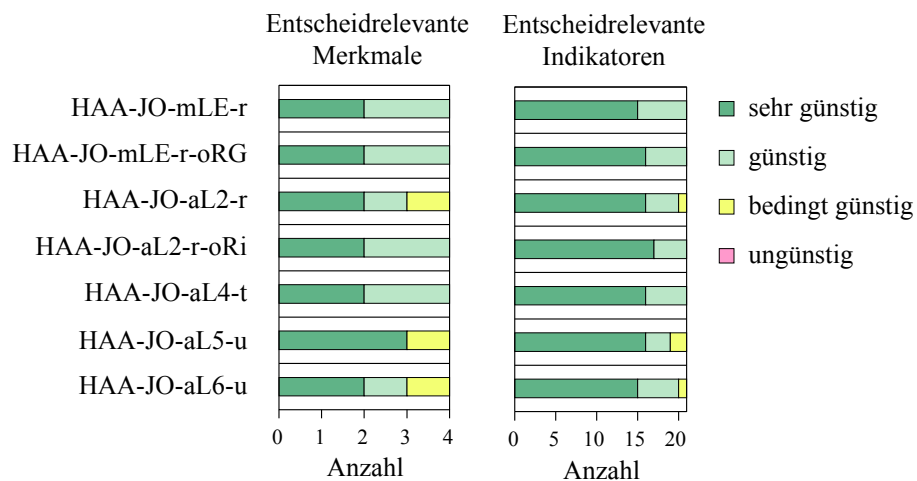 Entscheidrelevante
Merkmale
Entscheidrelevante
Indikatoren
HAA-JO-mLE-r
HAA-JO-mLE-r-oRG
HAA-JO-aL2-r
HAA-JO-aL2-r-oRi
HAA-JO-aL4-t
HAA-JO-aL5-u
HAA-JO-aL6-u
sehr günstig
günstig
bedingt günstig
ungünstig
0 1 2 3 4
Anzahl
0 5 10 15 20
Anzahl